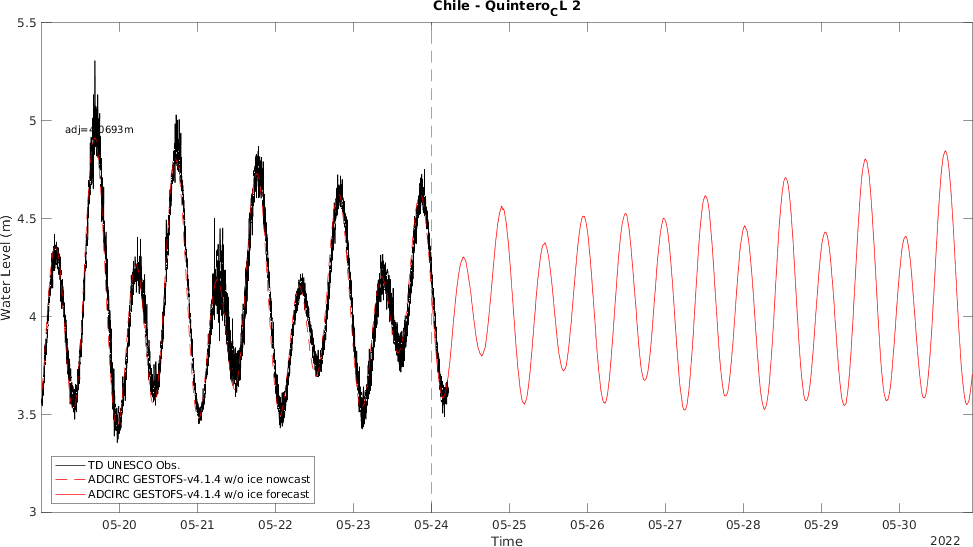 Chile - Quintero_CL 2
5.5
5
4.5
4
3.5
3
Water Level (m)
adj=4.0693m
TD UNESCO Obs.
ADCIRC GESTOFS-v4.1.4 w/o ice nowcast
ADCIRC GESTOFS-v4.1.4 w/o ice forecast
05-20 05-21 05-22 05-23 05-24 05-25 05-26 05-27 05-28 05-29 05-30
Time
2022